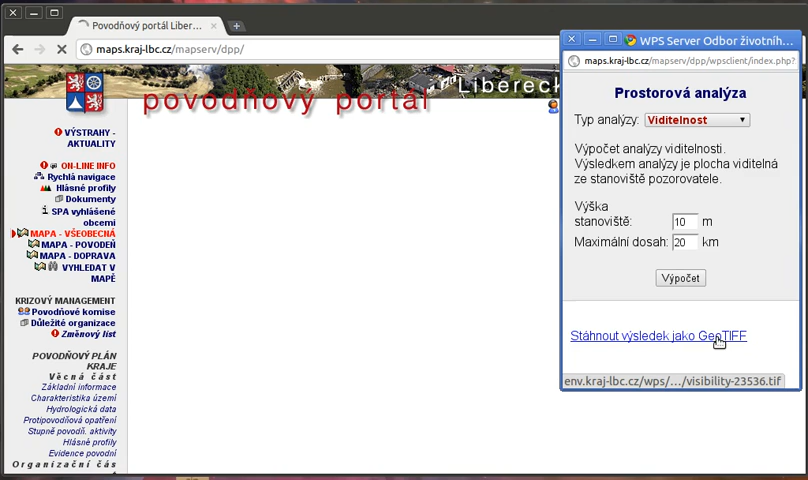 Povodňový portál Liber…
maps.kraj-lbc.cz/mapserv/dpp/
Libereck
povodňový portál
VÝSTRAHY -
AKTUALITY
ON-LINE INFO
Rychlá navigace
Hlásné profily
Dokumenty
SPA vyhlášené
obcemi
MAPA - VŠEOBECNÁ
MAPA - POVODEŇ
MAPA - DOPRAVA
VYHLEDAT V
MAPĚ
KRIZOVÝ MANAGEMENT
Povodňové komise
Důležité organizace
Změnový list
POVODŇOVÝ PLÁN
KRAJE
Věcná část
Základní informace
Charakteristika území
Hydrologická data
Protipovodňová opatření
Stupně povodň. aktivity
Hlásné profily
Evidence povodní
Organizační čás
WPS Server Odbor životníh…
maps.kraj-lbc.cz/mapserv/dpp/wpsclient/index.php?
Prostorová analýza
Typ analýzy: Viditelnost
Výpočet analýzy viditelnosti.
Výsledkem analýzy je plocha viditelná
ze stanoviště pozorovatele.
Výška
stanoviště: 10 m
Maximální dosah: 20 km
Výpočet
Stáhnout výsledek jako GeoTIFF
env.kraj-lbc.cz/wps/…/visibility-23536.tif